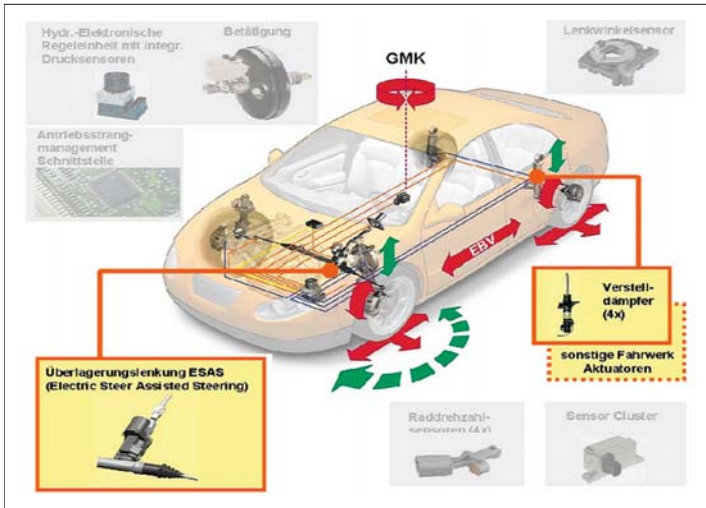 Hydr.-Elektronische
Regeleinheit mit integr.
Drucksensoren
Betätigung
GMK
Lenkwinkelsensor
Antriebsstrang-
management
Schnittstelle
EBV
Verstell-
dämpfer
(4x)
sonstige Fahrwerk
Aktuatoren
Überlagerungslenkung ESAS
(Electric Steer Assisted Steering)
Raddrehzahl-
sensoren (4x)
Sensor Cluster